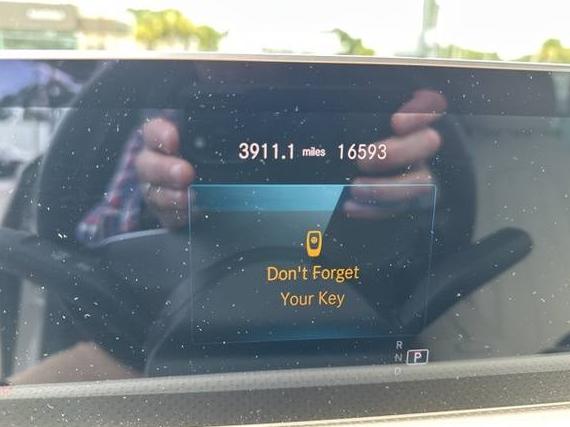 3911.1 miles 16593
Don't Forget
Your Key
R
N P
D